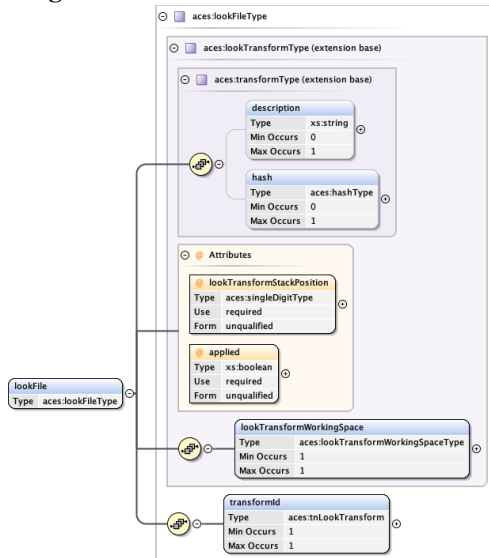 aces:lookFileType
aces:lookTransformType (extension base)
aces:transformType (extension base)
description
Type xs:string
Min Occurs 0
Max Occurs 1
hash
Type aces:hashType
Min Occurs 0
Max Occurs 1
@ Attributes
@ lookTransformStackPosition
Type aces:singleDigitType
Use required
Form unqualified
@ applied
Type xs:boolean
Use required
Form unqualified
lookFile
Type aces:lookFileType
lookTransformWorkingSpace
Type aces:lookTransformWorkingSpaceType
Min Occurs 1
Max Occurs 1
transformId
Type aces:tnLookTransform
Min Occurs 1
Max Occurs 1